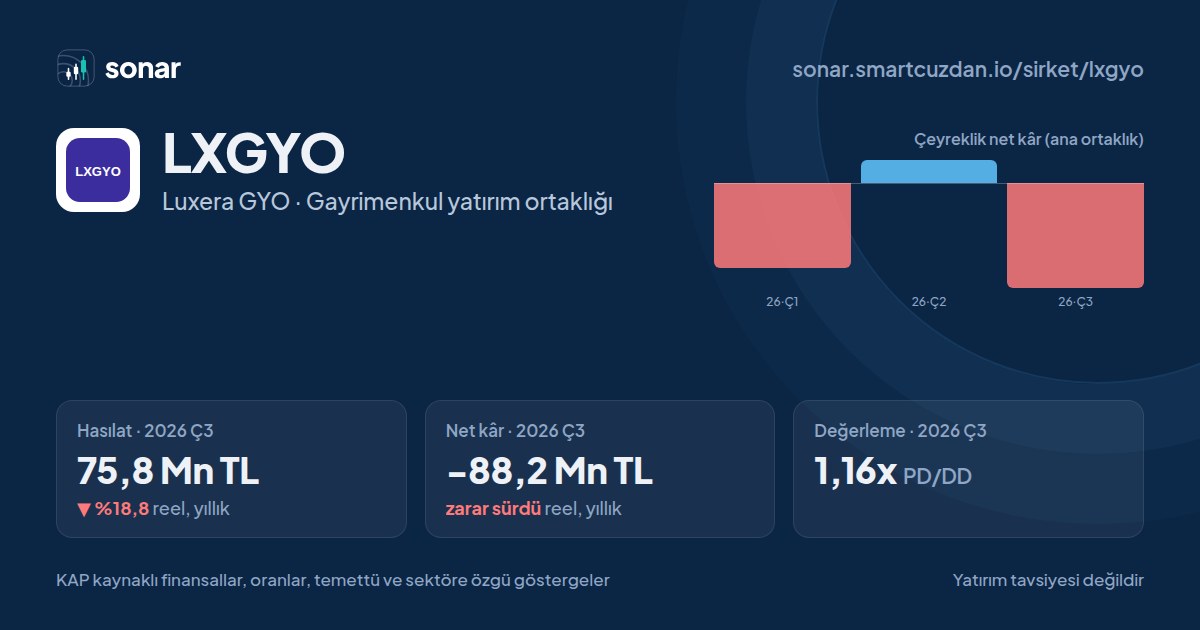 sonar
sonar.smartcuzdan.io/sirket/lxgyo
LXGYO
LXGYO
Luxera GYO · Gayrimenkul yatırım ortaklığı
Çeyreklik net kâr (ana ortaklık)
26·Ç1
26·Ç2
26·Ç3
Hasılat · 2026 Ç3
75,8 Mn TL
▼ %18,8 reel, yıllık
Net kâr · 2026 Ç3
−88,2 Mn TL
zarar sürdü reel, yıllık
Değerleme · 2026 Ç3
1,16x PD/DD
KAP kaynaklı finansallar, oranlar, temettü ve sektöre özgü göstergeler
Yatırım tavsiyesi değildir